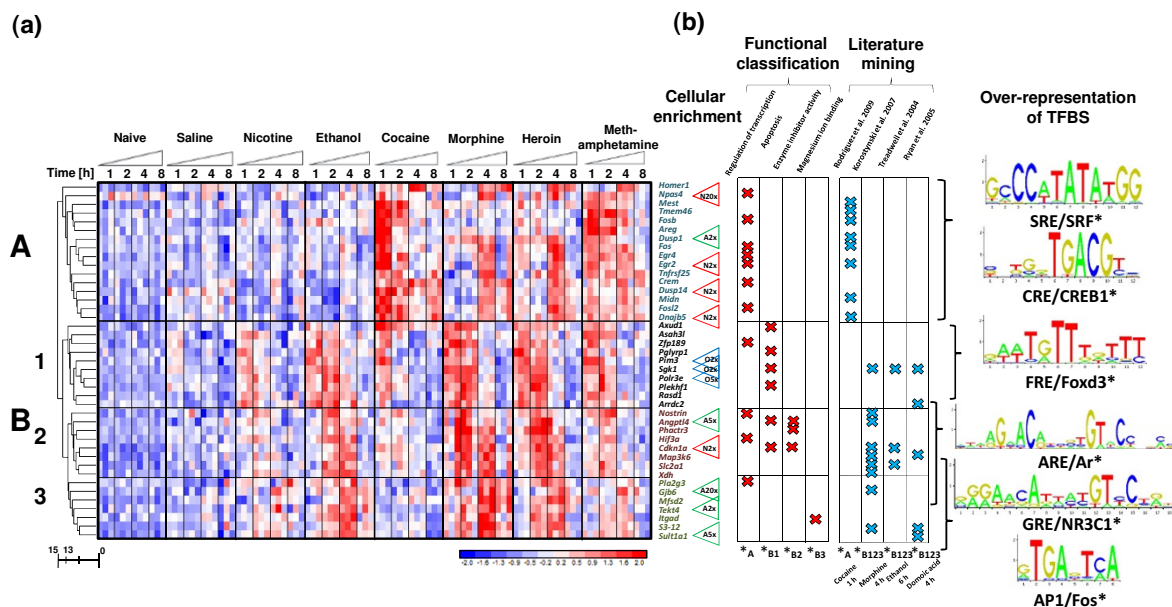 (a)
(b)
Functional classification
Literature mining
Cellular enrichment
Over-representation of TFBS
Regulation of transcription
Apoptosis
Enzyme inhibitor activity
Magnesium ion binding
Rodriguez et al. 2009
Korostynski et al. 2007
Treadwell et al. 2004
Ryan et al. 2005
Naive Saline Nicotine Ethanol Cocaine Morphine Heroin Meth-amphetamine
Time [h] 1 2 4 8 1 2 4 8 1 2 4 8 1 2 4 8 1 2 4 8 1 2 4 8 1 2 4 8 1 2 4 8
A
B
1
2
3
Homer1
Npas4
Mest
Tmem46
Fosb
Areg
Dusp1
Fos
Egr4
Egr2
Tnfrsf25
Crem
Dusp14
Midn
Fosl2
Dnajb5
Axud1
Asah3l
Zfp189
Pglyrp1
Pim3
Sgk1
Polr3e
Plekhf1
Rasd1
Arrdc2
Nostrin
Angptl4
Phactr3
Hif3a
Cdkn1a
Map3k6
Slc2a1
Xdh
Pla2g3
Gjb6
Mfsd2
Tekt4
Itgad
S3-12
Sult1a1
N20x
A2x
N2x
N2x
N2x
O2x
O2x
O5x
A5x
N2x
A20x
A2x
A5x
*A *B1 *B2 *B3 *A *B123 *B123 *B123
Cocaine 1 h
Morphine 4 h
Ethanol 6 h
Domoic acid 4 h
SRE/SRF*
CRE/CREB1*
FRE/Foxd3*
ARE/Ar*
GRE/NR3C1*
AP1/Fos*
15 13 0
-2.0 -1.6 -1.3 -0.9 -0.5 -0.2 0.2 0.5 0.9 1.3 1.6 2.0